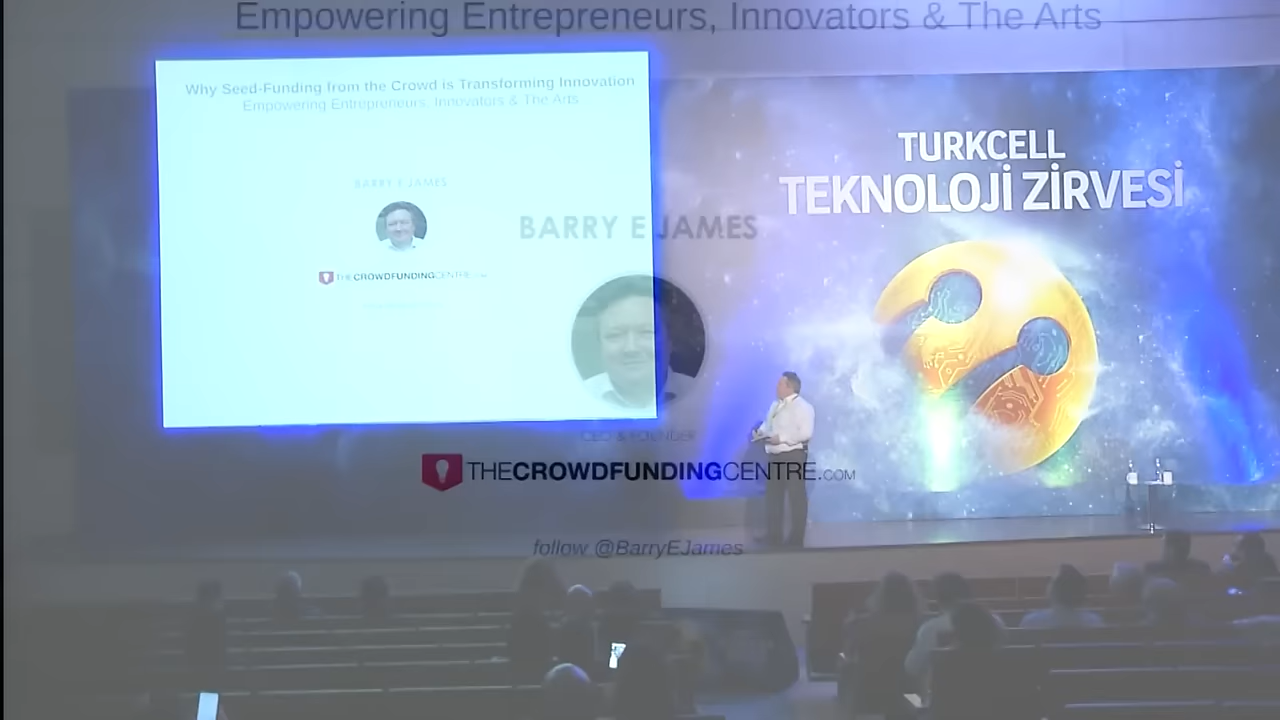 Empowering Entrepreneurs, Innovators & The Arts
Why Seed-Funding from the Crowd is Transforming Innovation
Empowering Entrepreneurs, Innovators & The Arts
BARRY E JAMES
THECROWDFUNDINGCENTRE.COM
TURKCELL
TEKNOLOJİ ZİRVESİ
BARRY E JAMES
CEO & FOUNDER
THECROWDFUNDINGCENTRE.COM
follow @BarryEJames